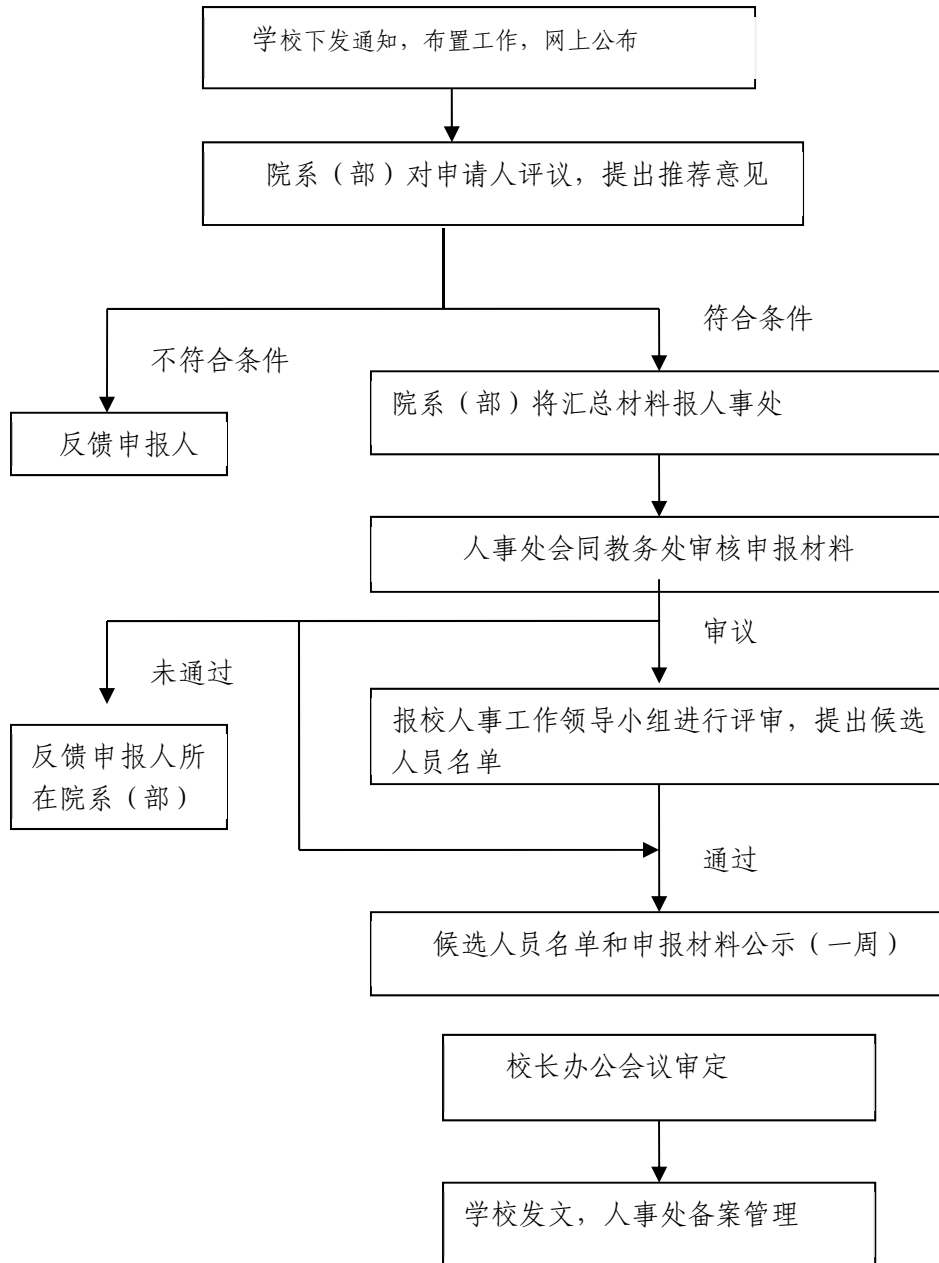 学校下发通知，布置工作，网上公布
院系（部）对申请人评议，提出推荐意见
符合条件
不符合条件
院系（部）将汇总材料报人事处
反馈申报人
人事处会同教务处审核申报材料
审议
未通过
报校人事工作领导小组进行评审，提出候选
人员名单
反馈申报人所
在院系（部）
通过
候选人员名单和申报材料公示（一周）
校长办公会议审定
学校发文，人事处备案管理